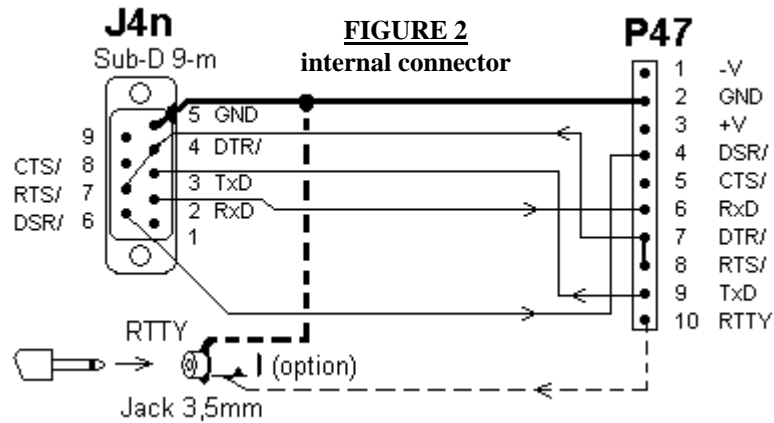 J4n
Sub-D 9-m
FIGURE 2
internal connector
P47
5 GND
4 DTR/
3 TxD
2 RxD
1
9
CTS/ 8
RTS/ 7
DSR/ 6
1 -V
2 GND
3 +V
4 DSR/
5 CTS/
6 RxD
7 DTR/
8 RTS/
9 TxD
10 RTTY
RTTY
(option)
Jack 3,5mm